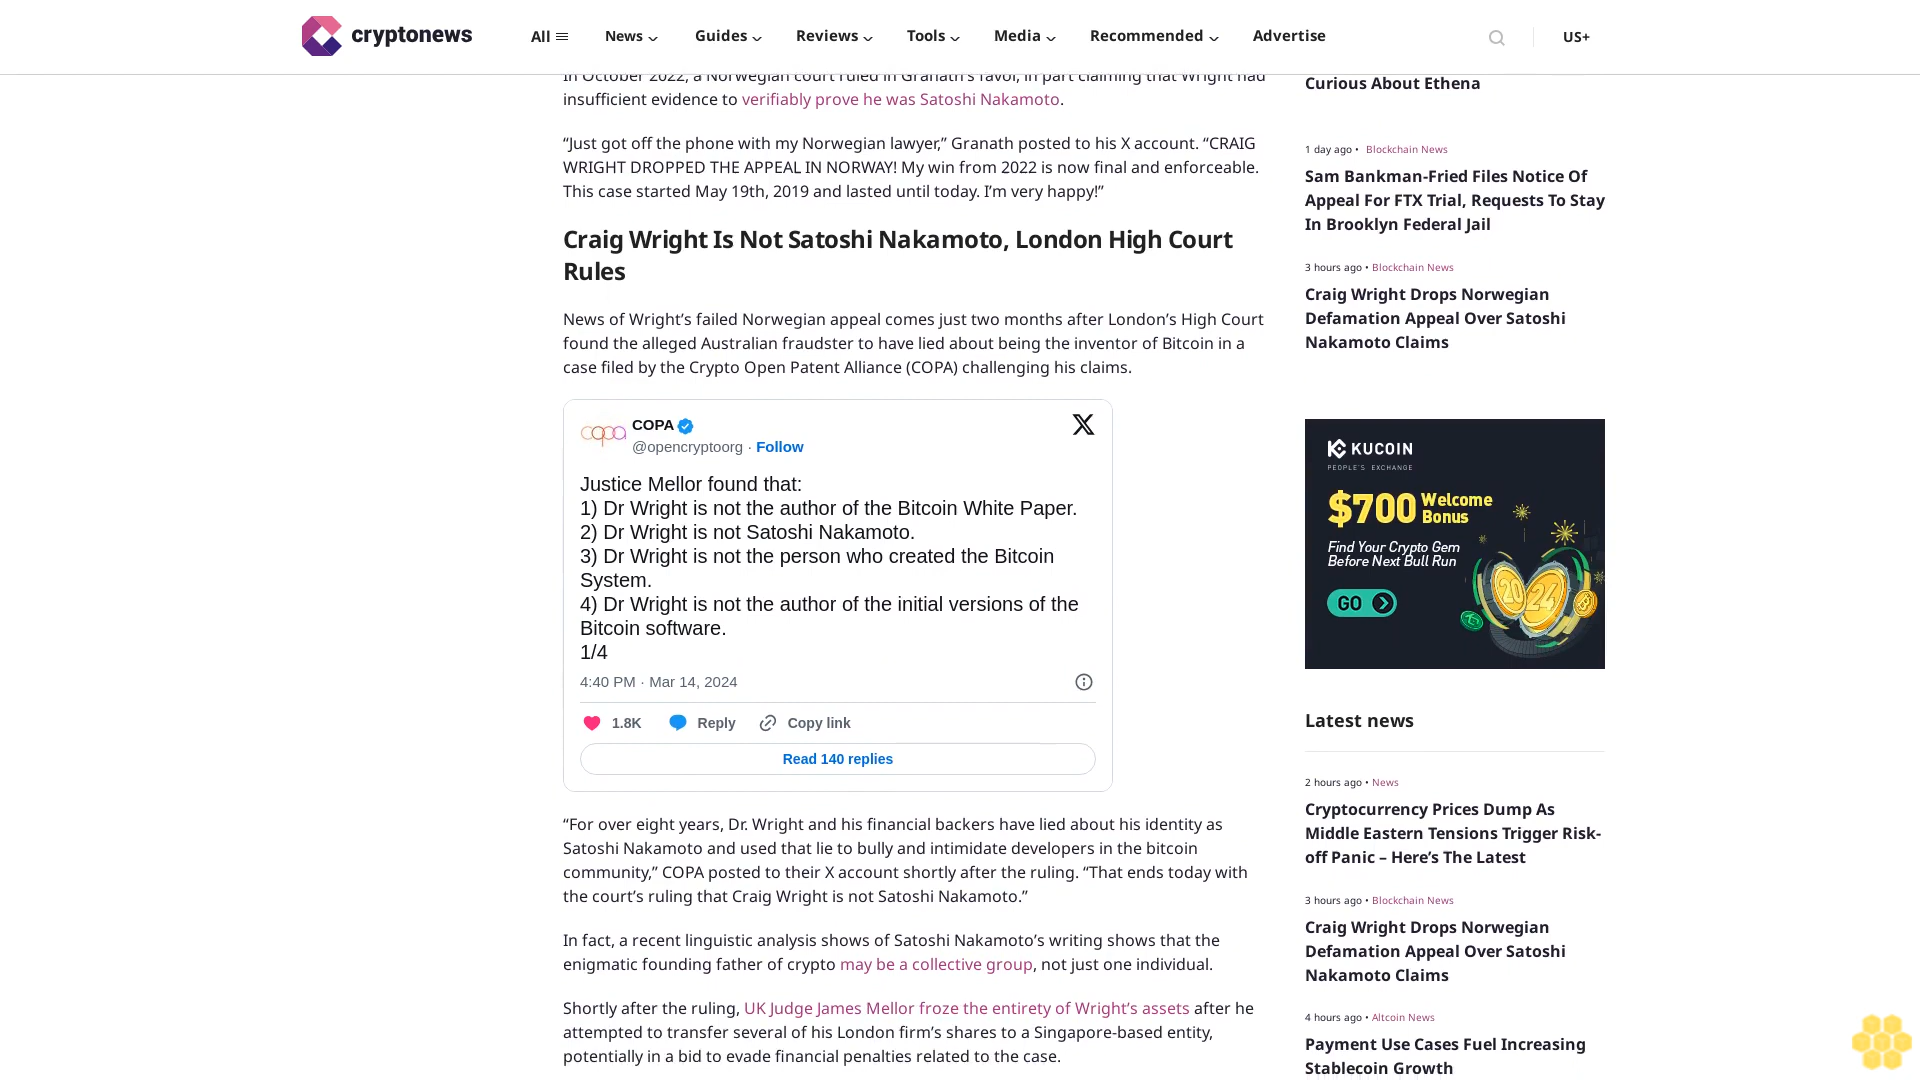 cryptonews
All
News
Guides
Reviews
Tools
Media
Recommended
Advertise
US+
In October 2022, a Norwegian court ruled in Granath's favor, in part claiming that Wright had
insufficient evidence to verifiably prove he was Satoshi Nakamoto.
“Just got off the phone with my Norwegian lawyer,” Granath posted to his X account. “CRAIG
WRIGHT DROPPED THE APPEAL IN NORWAY! My win from 2022 is now final and enforceable.
This case started May 19th, 2019 and lasted until today. I’m very happy!”
Craig Wright Is Not Satoshi Nakamoto, London High Court
Rules
News of Wright’s failed Norwegian appeal comes just two months after London’s High Court
found the alleged Australian fraudster to have lied about being the inventor of Bitcoin in a
case filed by the Crypto Open Patent Alliance (COPA) challenging his claims.
copa
COPA
@opencryptoorg · Follow
Justice Mellor found that:
1) Dr Wright is not the author of the Bitcoin White Paper.
2) Dr Wright is not Satoshi Nakamoto.
3) Dr Wright is not the person who created the Bitcoin
System.
4) Dr Wright is not the author of the initial versions of the
Bitcoin software.
1/4
4:40 PM · Mar 14, 2024
1.8K
Reply
Copy link
Read 140 replies
“For over eight years, Dr. Wright and his financial backers have lied about his identity as
Satoshi Nakamoto and used that lie to bully and intimidate developers in the bitcoin
community,” COPA posted to their X account shortly after the ruling. “That ends today with
the court’s ruling that Craig Wright is not Satoshi Nakamoto.”
In fact, a recent linguistic analysis shows of Satoshi Nakamoto’s writing shows that the
enigmatic founding father of crypto may be a collective group, not just one individual.
Shortly after the ruling, UK Judge James Mellor froze the entirety of Wright’s assets after he
attempted to transfer several of his London firm’s shares to a Singapore-based entity,
potentially in a bid to evade financial penalties related to the case.
Curious About Ethena
1 day ago • Blockchain News
Sam Bankman-Fried Files Notice Of
Appeal For FTX Trial, Requests To Stay
In Brooklyn Federal Jail
3 hours ago • Blockchain News
Craig Wright Drops Norwegian
Defamation Appeal Over Satoshi
Nakamoto Claims
KUCOIN
PEOPLE'S EXCHANGE
$700 Welcome
Bonus
Find Your Crypto Gem
Before Next Bull Run
GO
20 24
Latest news
2 hours ago • News
Cryptocurrency Prices Dump As
Middle Eastern Tensions Trigger Risk-
off Panic – Here’s The Latest
3 hours ago • Blockchain News
Craig Wright Drops Norwegian
Defamation Appeal Over Satoshi
Nakamoto Claims
4 hours ago • Altcoin News
Payment Use Cases Fuel Increasing
Stablecoin Growth